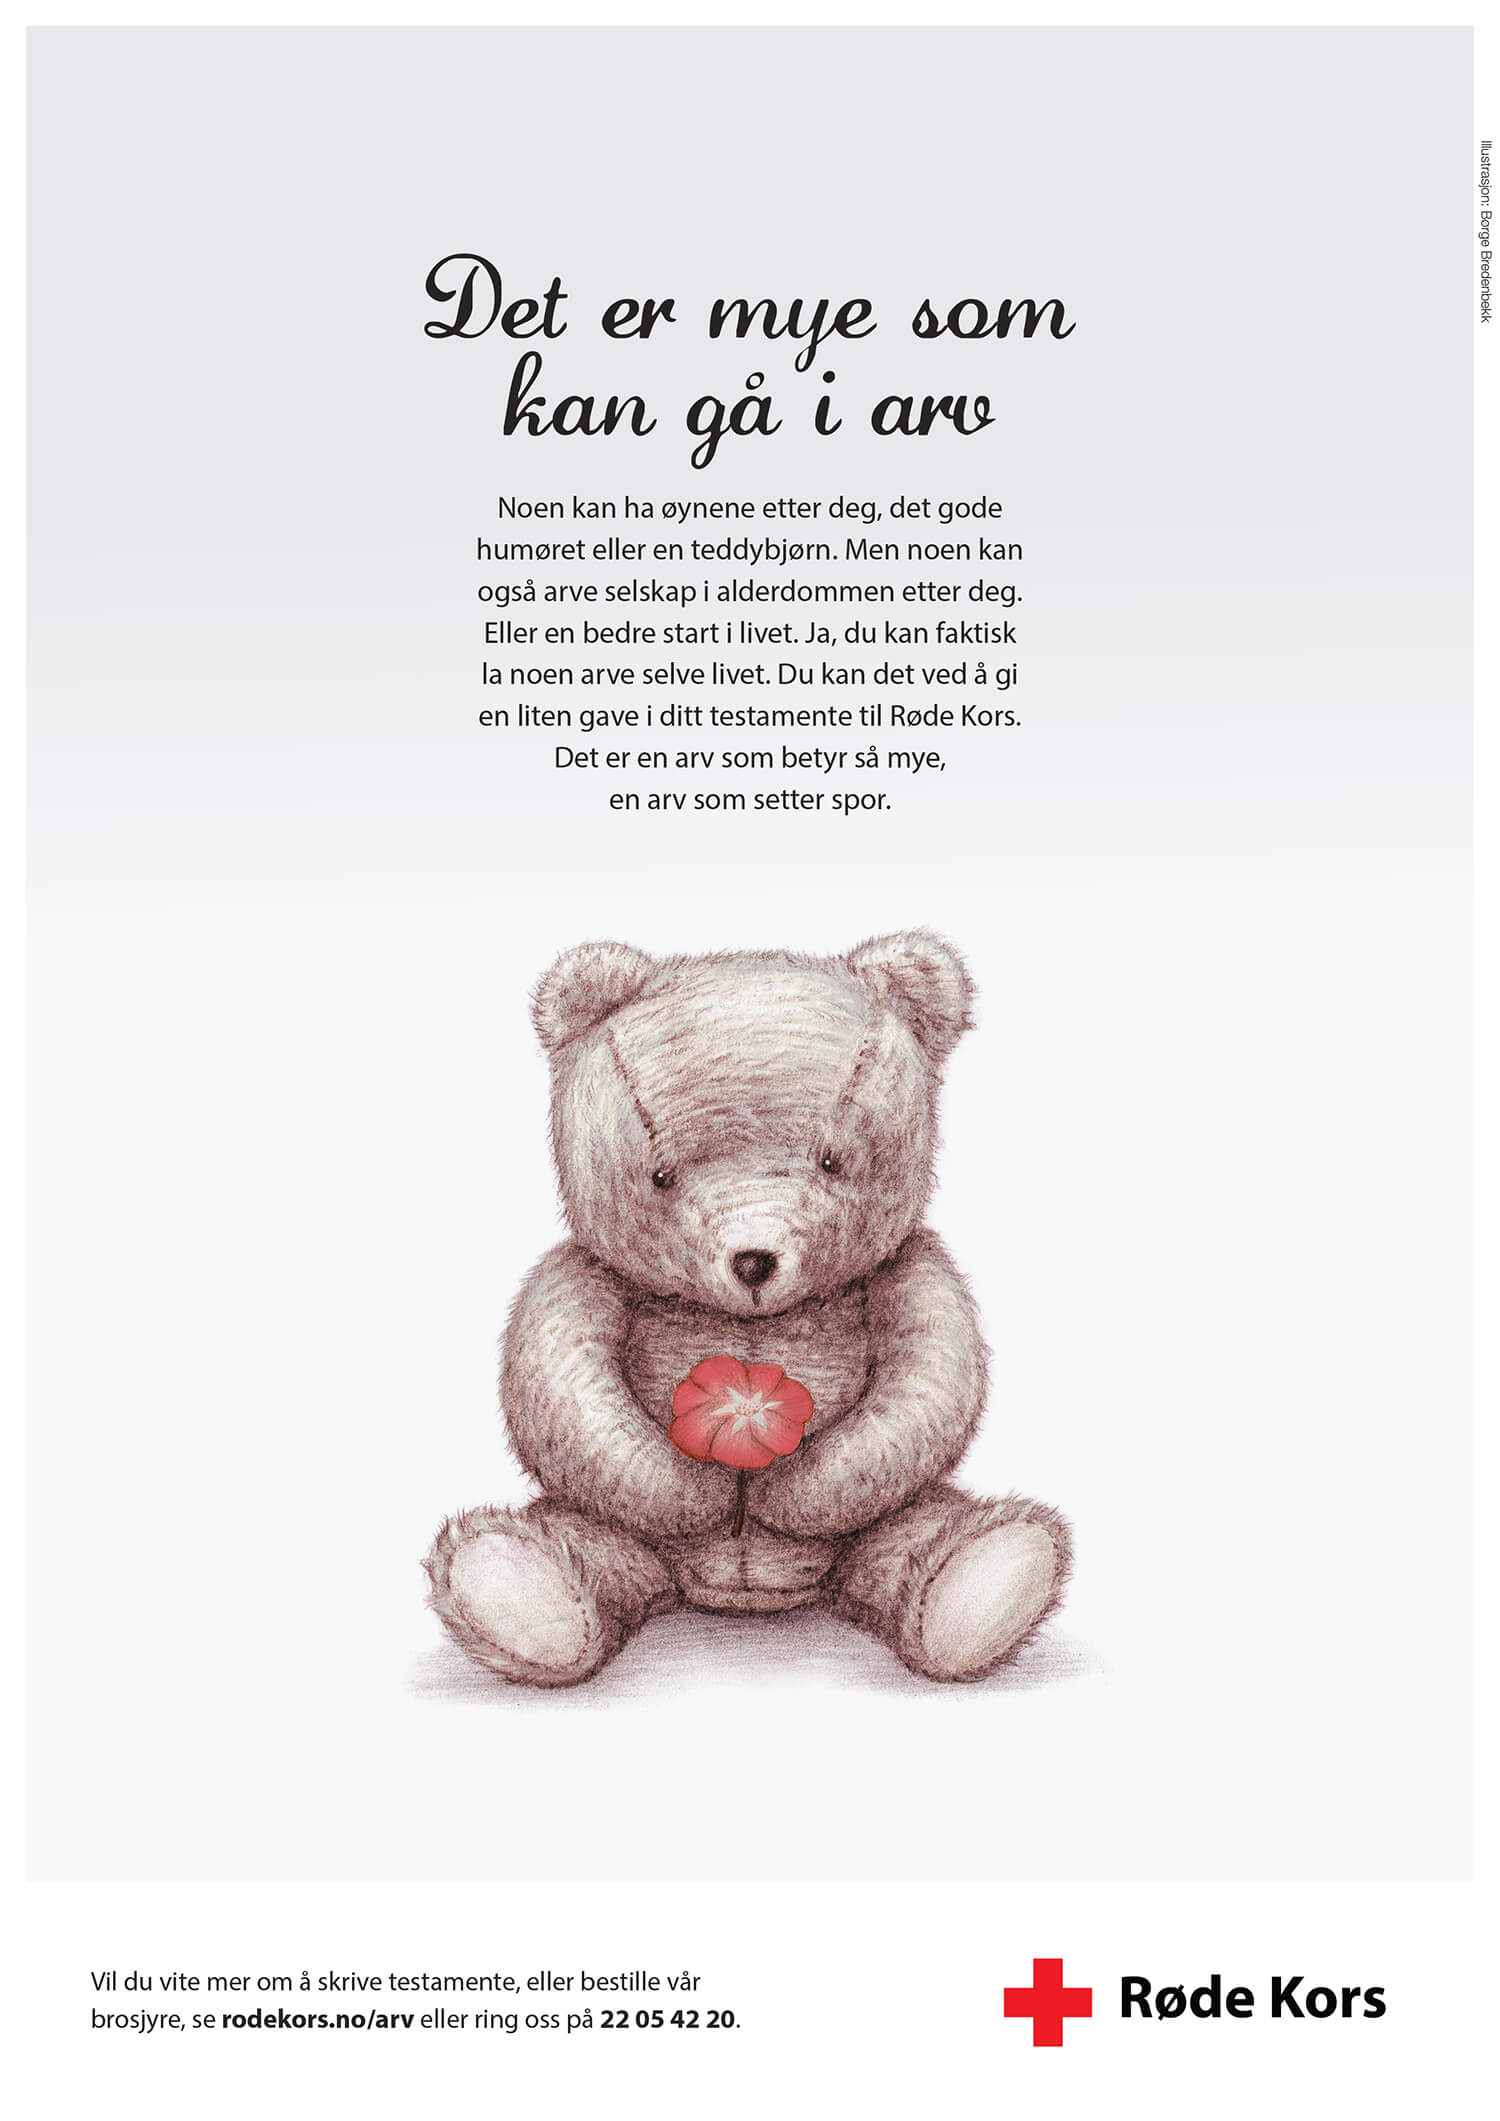 Det er mye som
kan gå i arv
Noen kan ha øynene etter deg, det gode
humøret eller en teddybjørn. Men noen kan
også arve selskap i alderdommen etter deg.
Eller en bedre start i livet. Ja, du kan faktisk
la noen arve selve livet. Du kan det ved å gi
en liten gave i ditt testamente til Røde Kors.
Det er en arv som betyr så mye,
en arv som setter spor.
Illustrasjon: Børge Bredenbekk
Vil du vite mer om å skrive testamente, eller bestille vår
brosjyre, se rodekors.no/arv eller ring oss på 22 05 42 20.
Røde Kors